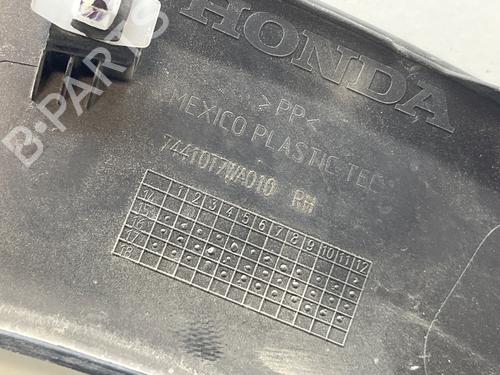 HONDA
>PP<
MEXICO PLASTIC TEC
74410T7WA010 RH
1 2 3 4 5 6 7 8 9 10 11 12
14
15
16
17
18
B-PARTS